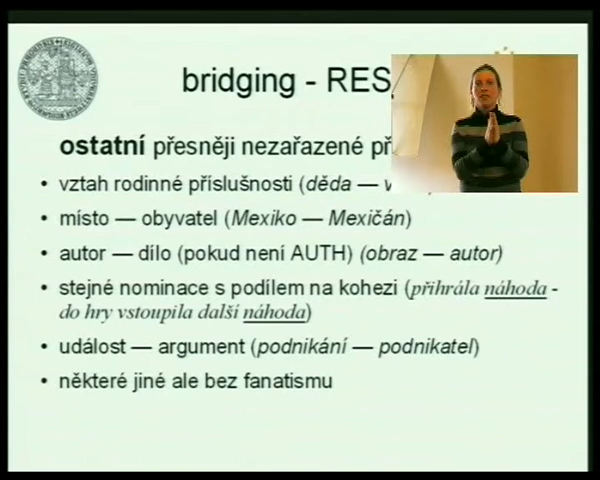 bridging - RES
ostatní přesněji nezařazené
• vztah rodinné příslušnosti (děda —
• místo — obyvatel (Mexiko — Mexičán)
• autor — dílo (pokud není AUTH) (obraz — autor)
• stejné nominace s podílem na kohezi (přihrála náhoda -
do hry vstoupila další náhoda)
• událost — argument (podnikání — podnikatel)
• některé jiné ale bez fanatismu